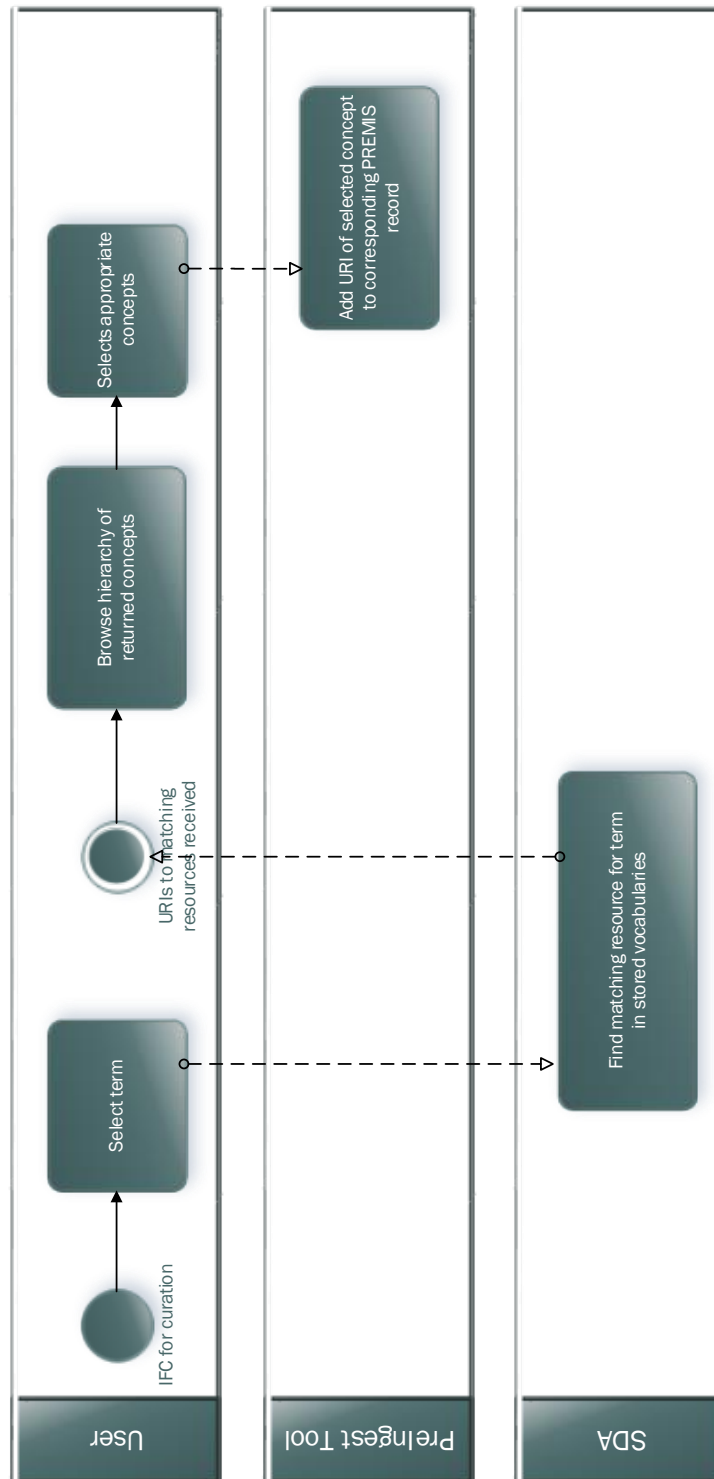 User
IFC for curation
Select term
URIs to matching
resources received
Browse hierarchy of
returned concepts
Selects appropriate
concepts
PreIngest Tool
Add URI of selected concept
to corresponding PREMIS
record
SDA
Find matching resource for term
in stored vocabularies